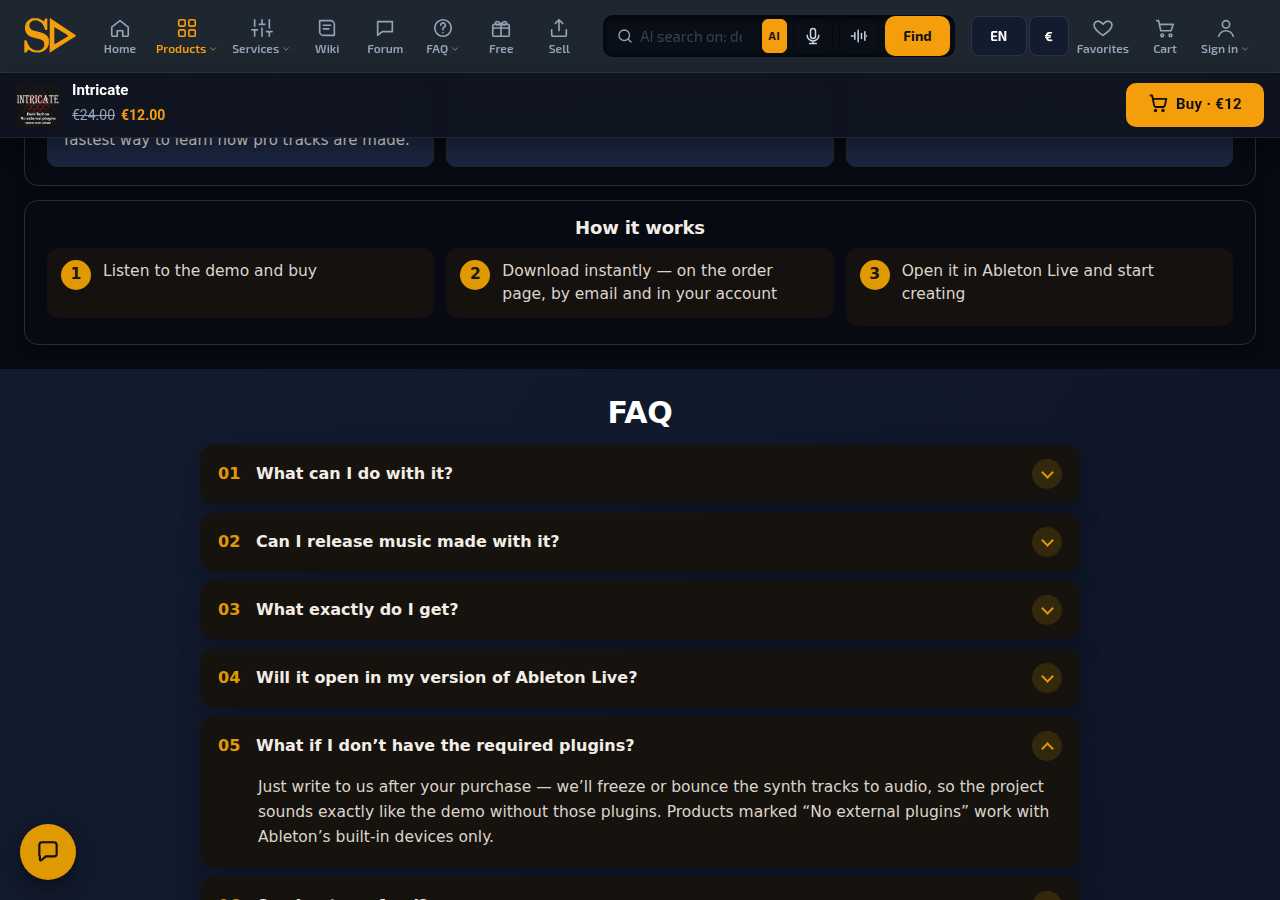 SD
Home
Products
Services
Wiki
Forum
FAQ
Free
Sell
AI search on: d
AI
Find
EN
€
Favorites
Cart
Sign in
INTRICATE
Intricate
€24.00 €12.00
Buy · €12
fastest way to learn how pro tracks are made.
How it works
1 Listen to the demo and buy
2 Download instantly — on the order
page, by email and in your account
3 Open it in Ableton Live and start
creating
FAQ
01 What can I do with it?
02 Can I release music made with it?
03 What exactly do I get?
04 Will it open in my version of Ableton Live?
05 What if I don’t have the required plugins?
Just write to us after your purchase — we’ll freeze or bounce the synth tracks to audio, so the project
sounds exactly like the demo without those plugins. Products marked “No external plugins” work with
Ableton’s built-in devices only.